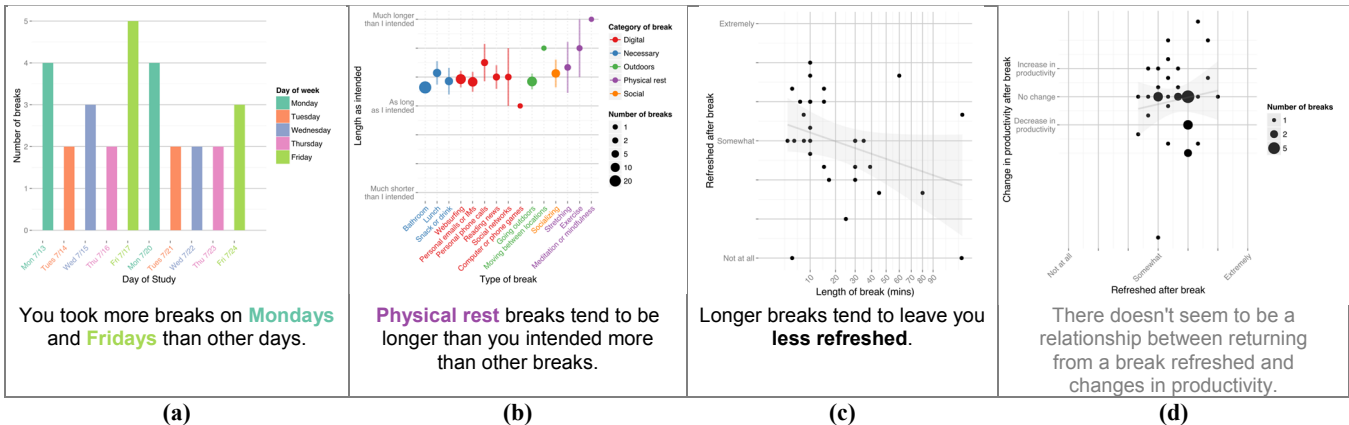 5
4
3
2
1
0
Number of breaks
Mon 7/13
Tues 7/14
Wed 7/15
Thu 7/16
Fri 7/17
Mon 7/20
Tues 7/21
Wed 7/22
Thu 7/23
Fri 7/24
Day of Study
Day of week
Monday
Tuesday
Wednesday
Thursday
Friday
You took more breaks on Mondays
and Fridays than other days.
(a)
Much longer
than I intended
As long
as I intended
Much shorter
than I intended
Length as intended
Bathroom
Lunch
Snack or drink
Websurfing
Personal emails or IMs
Personal phone calls
Reading news
Social networks
Computer or phone games
Going outdoors
Moving between locations
Socializing
Stretching
Exercise
Meditation or mindfulness
Type of break
Category of break
Digital
Necessary
Outdoors
Physical rest
Social
Number of breaks
1
2
5
10
20
Physical rest breaks tend to be
longer than you intended more
than other breaks.
(b)
Extremely
Somewhat
Not at all
Refreshed after break
10
20
30
40
50
60
70
80
90
Length of break (mins)
Longer breaks tend to leave you
less refreshed.
(c)
Increase in
productivity
No change
Decrease in
productivity
Change in productivity after break
Not at all
Somewhat
Extremely
Refreshed after break
Number of breaks
1
2
5
There doesn't seem to be a
relationship between returning
from a break refreshed and
changes in productivity.
(d)